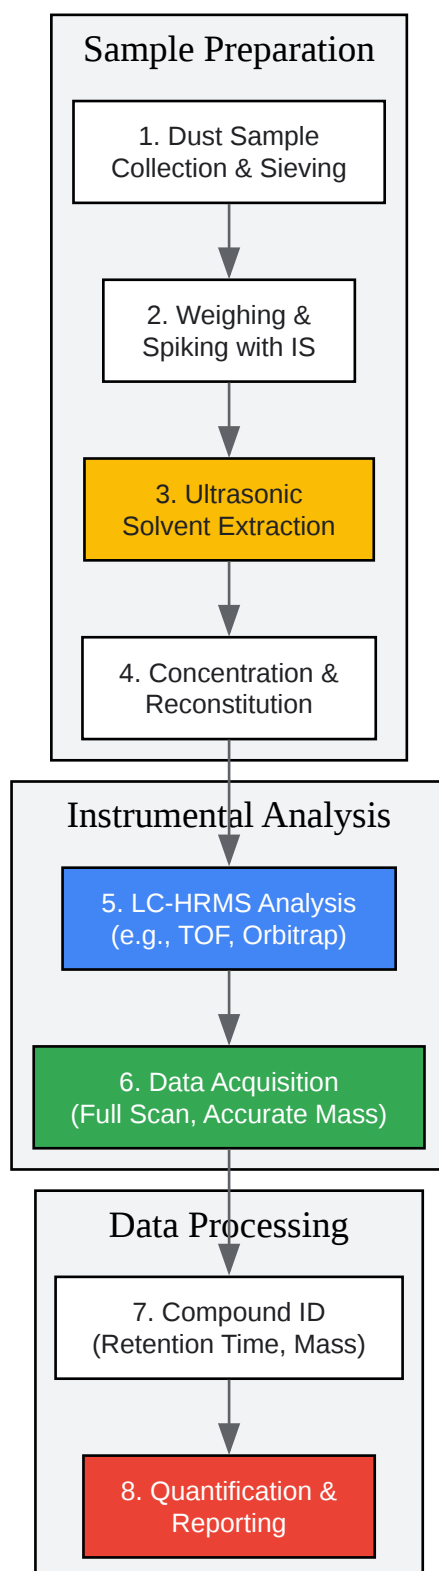 Sample Preparation
1. Dust Sample
Collection & Sieving
2. Weighing &
Spiking with IS
3. Ultrasonic
Solvent Extraction
4. Concentration &
Reconstitution
Instrumental Analysis
5. LC-HRMS Analysis
(e.g., TOF, Orbitrap)
6. Data Acquisition
(Full Scan, Accurate Mass)
Data Processing
7. Compound ID
(Retention Time, Mass)
8. Quantification &
Reporting